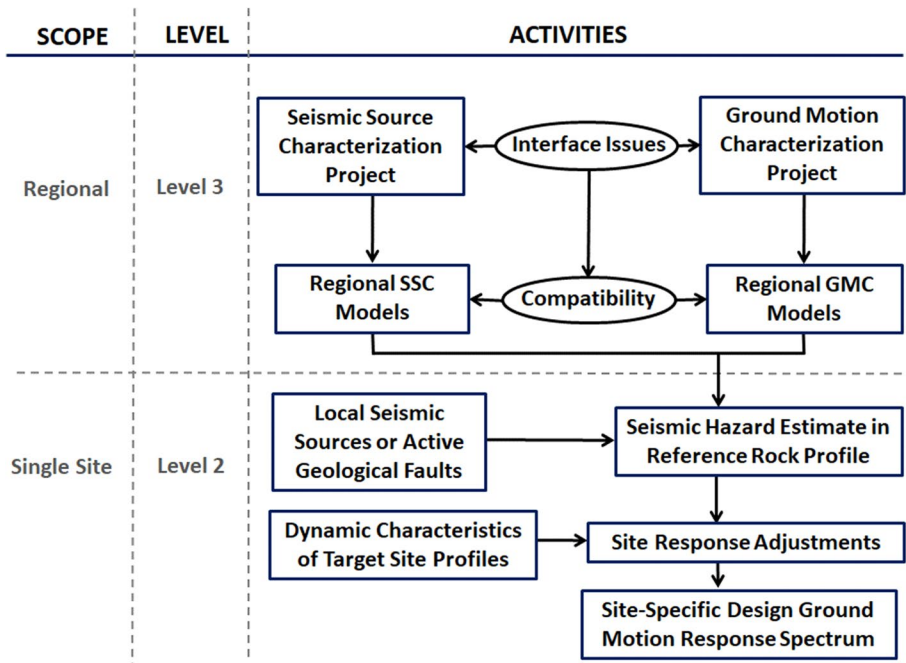 SCOPE LEVEL ACTIVITIES
Regional
Level 3
Seismic Source
Characterization
Project
Interface Issues
Ground Motion
Characterization
Project
Regional SSC
Models
Compatibility
Regional GMC
Models
Single Site
Level 2
Local Seismic
Sources or Active
Geological Faults
Seismic Hazard Estimate in
Reference Rock Profile
Dynamic Characteristics
of Target Site Profiles
Site Response Adjustments
Site-Specific Design Ground
Motion Response Spectrum